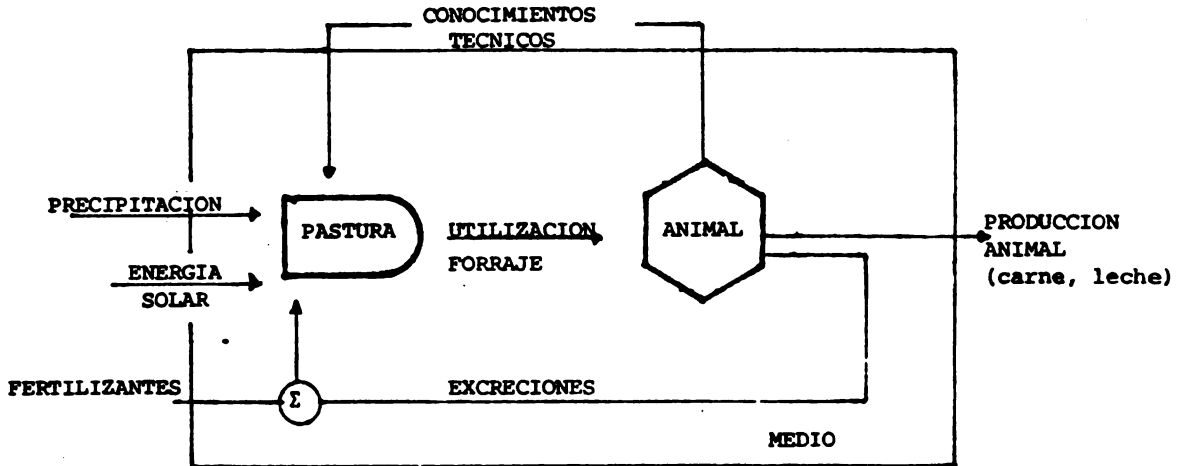 CONOCIMIENTOS
TECNICOS
PRECIPITACION
PASTURA
UTILIZACION
FORRAJE
ANIMAL
PRODUCCION
ANIMAL
(carne, leche)
ENERGIA
SOLAR
FERTILIZANTES
Σ
EXCRECIONES
MEDIO